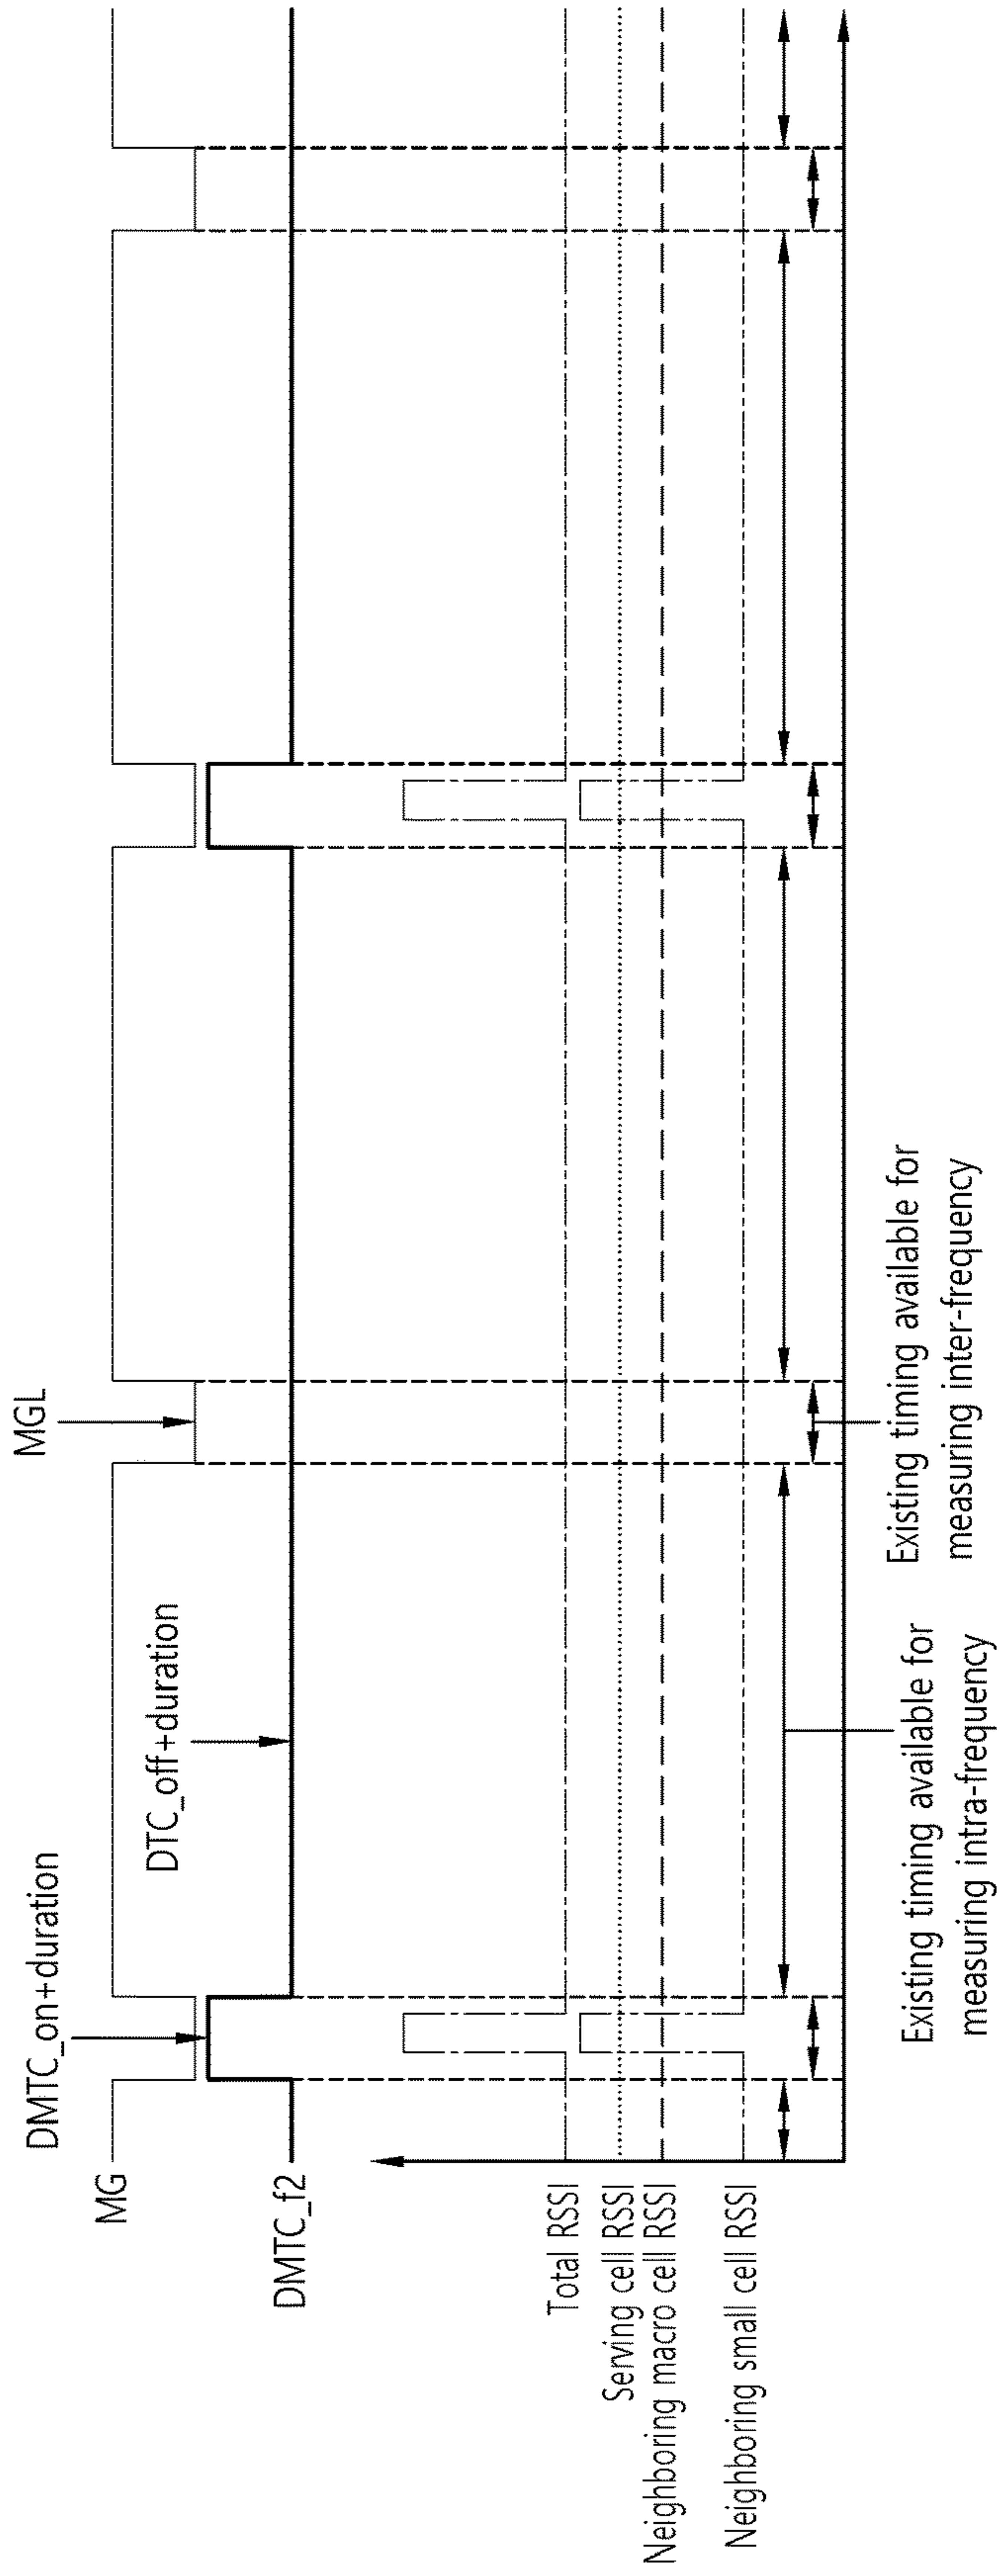 DMTC_on+duration
DTC_off+duration
MGL
MG
DMTC_f2
Total RSSI
Serving cell RSSI
Neighboring macro cell RSSI
Neighboring small cell RSSI
Existing timing available for
measuring intra-frequency
Existing timing available for
measuring inter-frequency